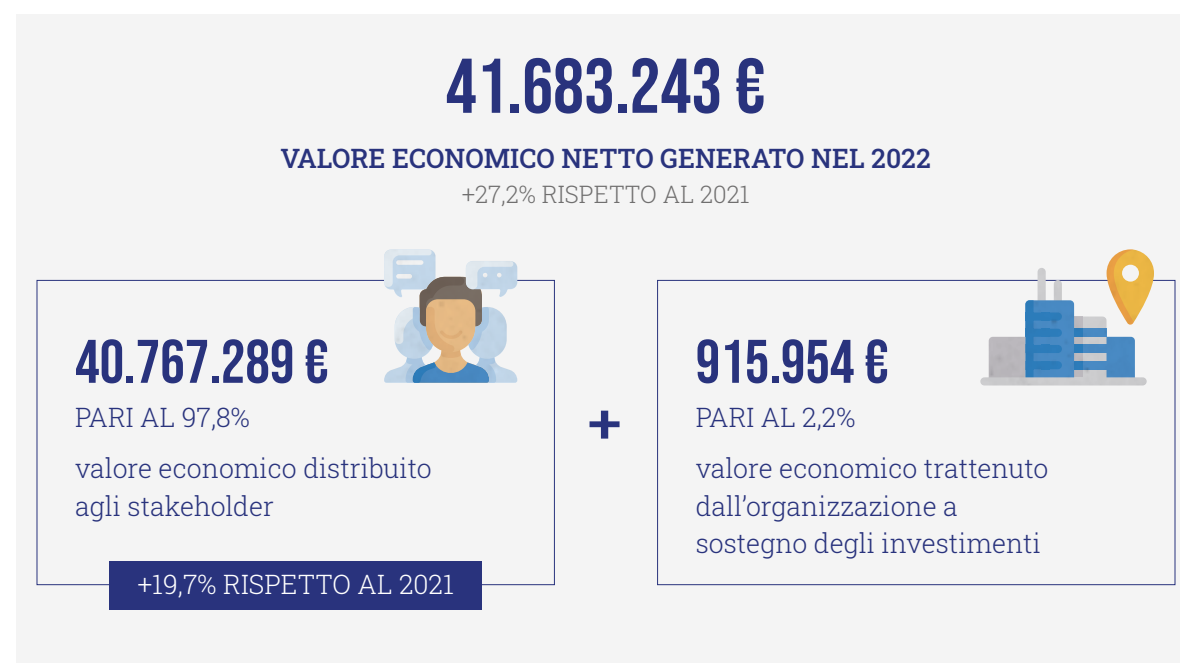 41.683.243 €
VALORE ECONOMICO NETTO GENERATO NEL 2022
+27,2% RISPETTO AL 2021
40.767.289 €
PARI AL 97,8%
valore economico distribuito
agli stakeholder
+19,7% RISPETTO AL 2021
+
915.954 €
PARI AL 2,2%
valore economico trattenuto
dall’organizzazione a
sostegno degli investimenti